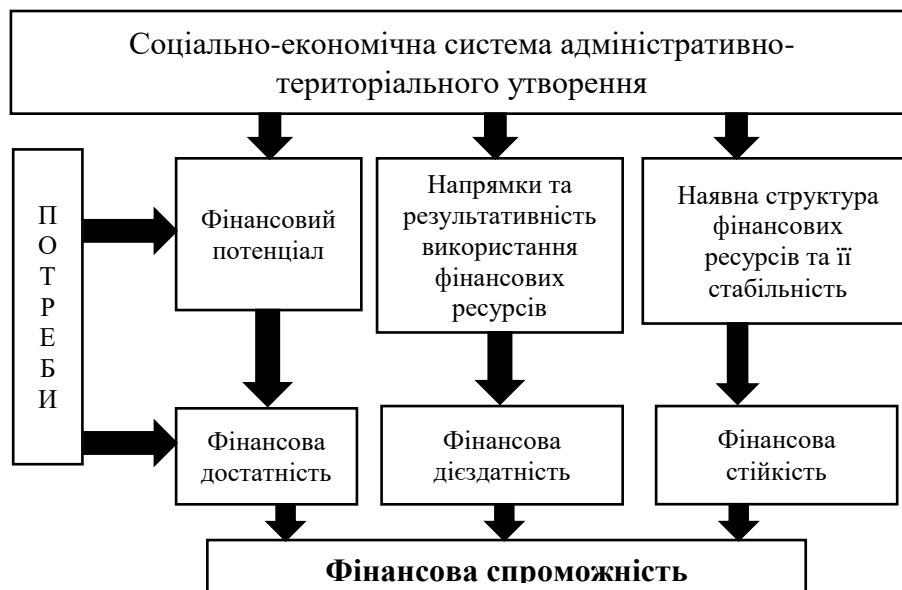 Соціально-економічна система адміністративно-
територіального утворення
П
О
Т
Р
Е
Б
И
Фінансовий
потенціал
Напрямки та
результативність
використання
фінансових
ресурсів
Наявна структура
фінансових
ресурсів та її
стабільність
Фінансова
достатність
Фінансова
дієздатність
Фінансова
стійкість
Фінансова спроможність